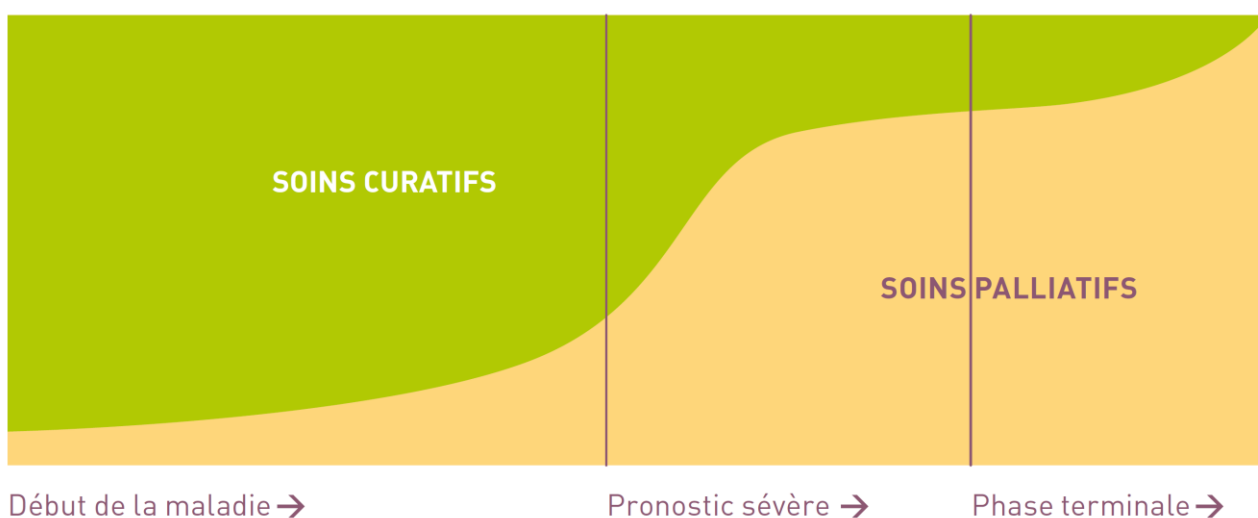 SOINS CURATIFS
SOINS PALLIATIFS
Début de la maladie → Pronostic sévère → Phase terminale →